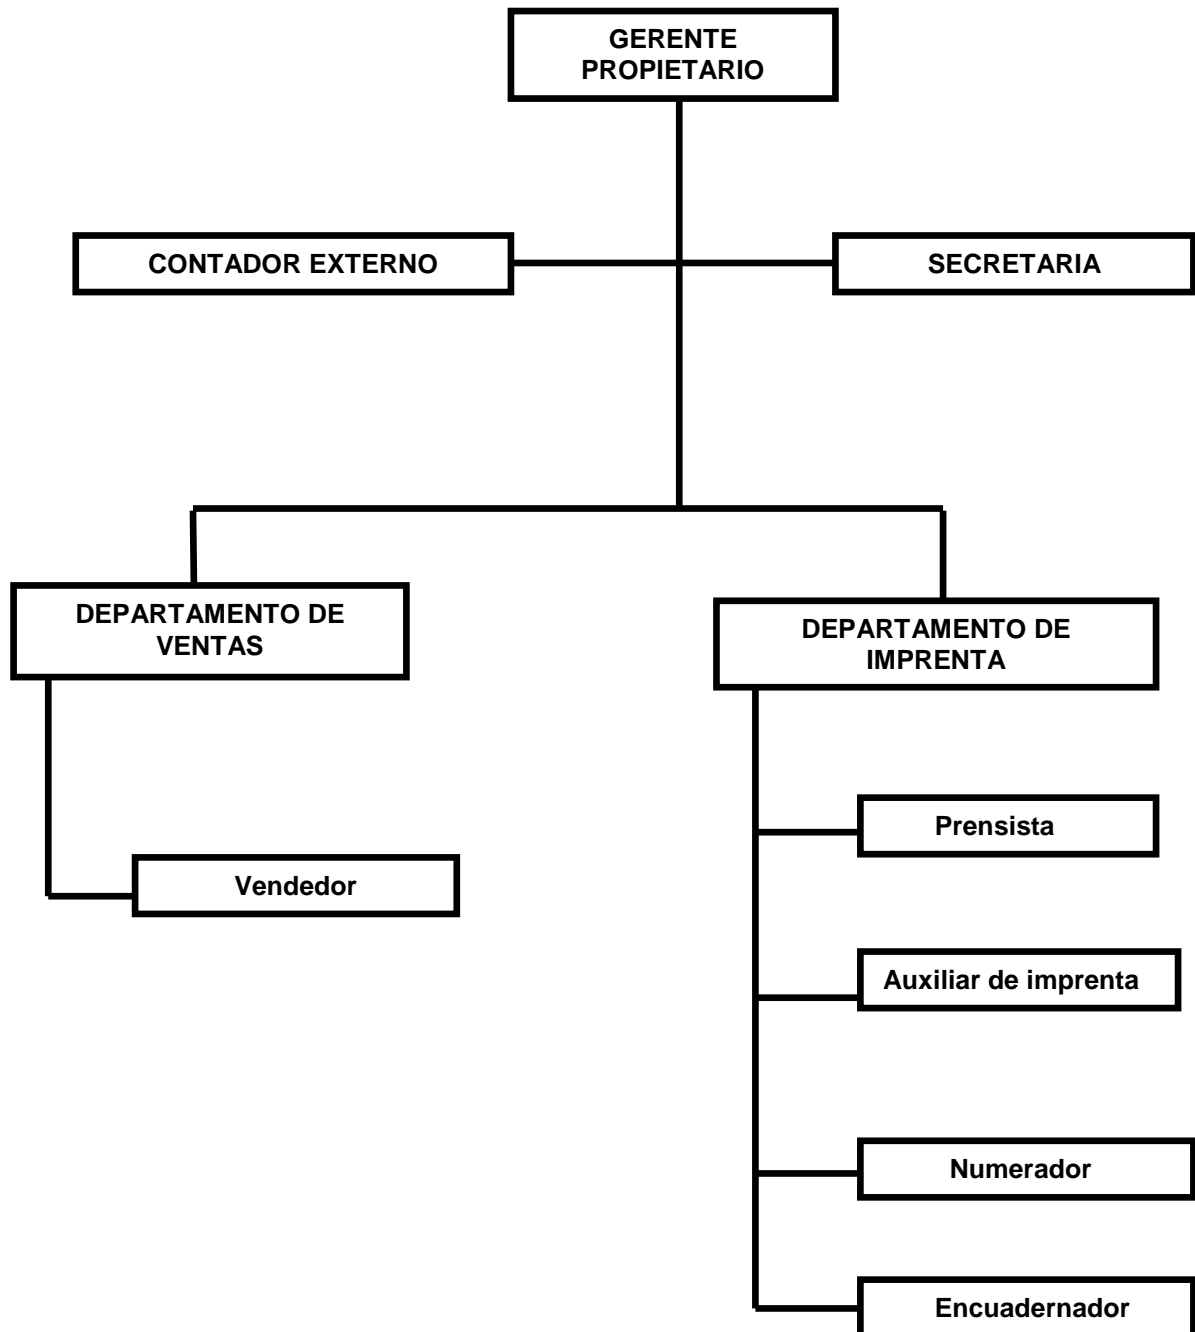 GERENTE
PROPIETARIO
CONTADOR EXTERNO
SECRETARIA
DEPARTAMENTO DE
VENTAS
DEPARTAMENTO DE
IMPRENTA
Prensista
Vendedor
Auxiliar de imprenta
Numerador
Encuadernador